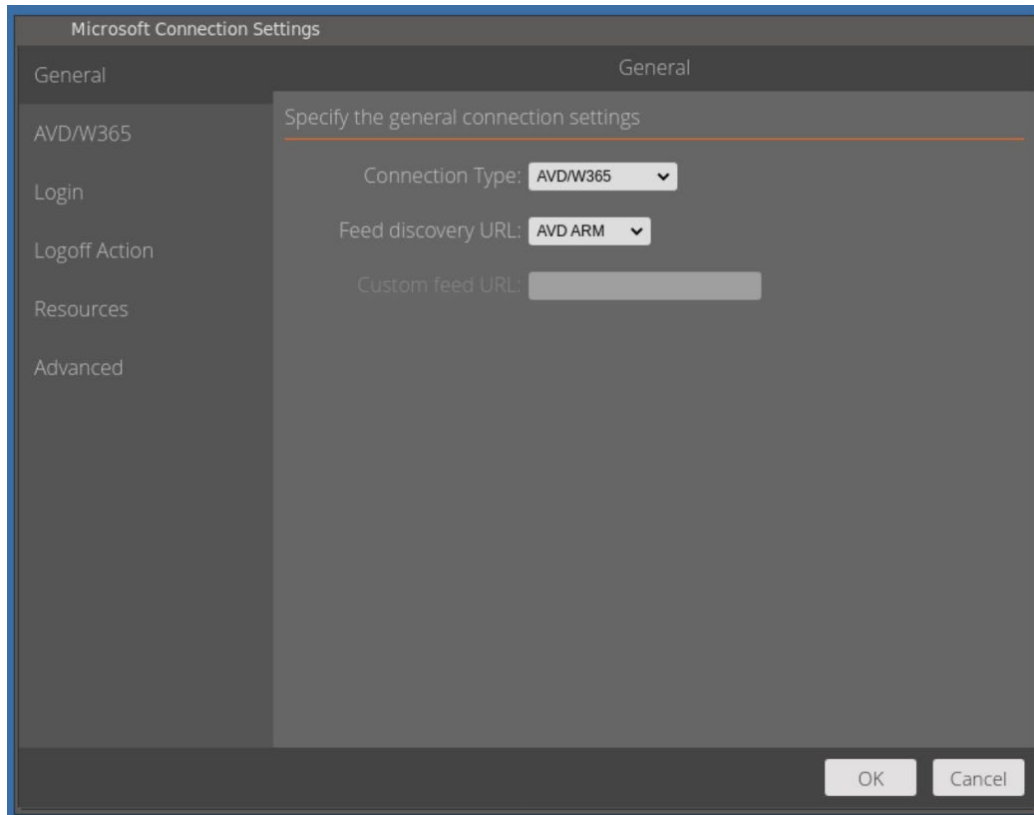 Microsoft Connection Settings
General
General
AVD/W365
Login
Logoff Action
Resources
Advanced
Specify the general connection settings
Connection Type: AVD/W365
Feed discovery URL: AVD ARM
Custom feed URL:
OK
Cancel